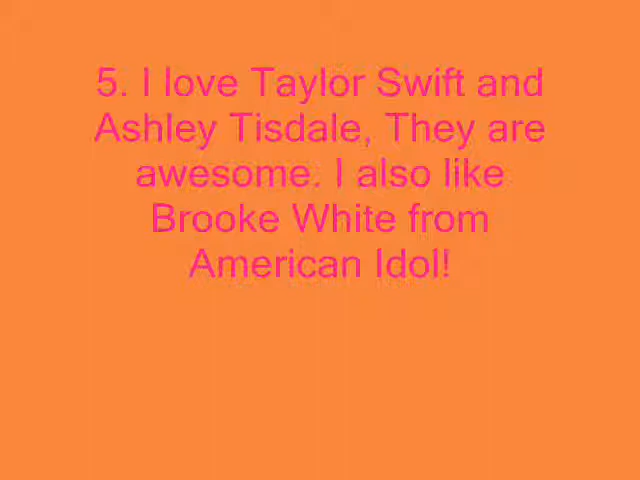 5. I love Taylor Swift and
Ashley Tisdale, They are
awesome. I also like
Brooke White from
American Idol!